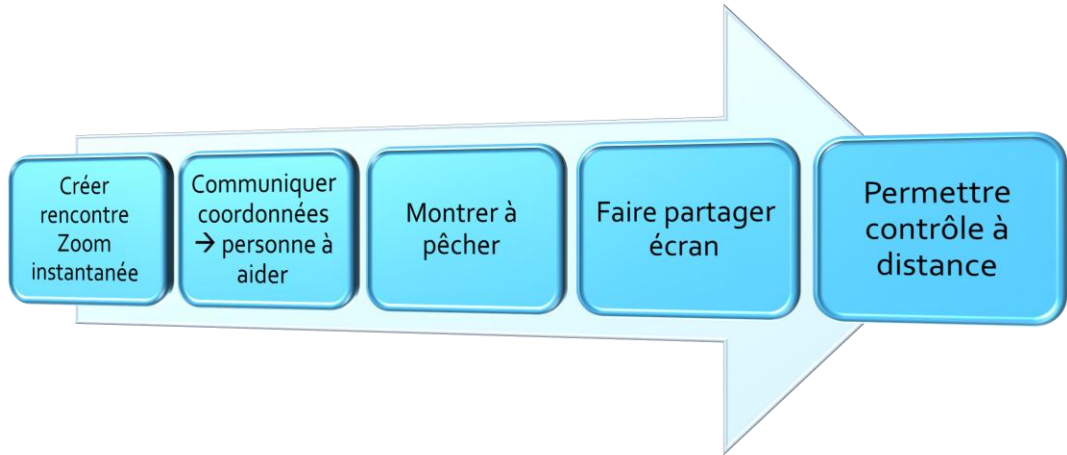 Créer
rencontre
Zoom
instantanée
Communiquer
coordonnées
→ personne à
aider
Montrer à
pêcher
Faire partager
écran
Permettre
contrôle à
distance